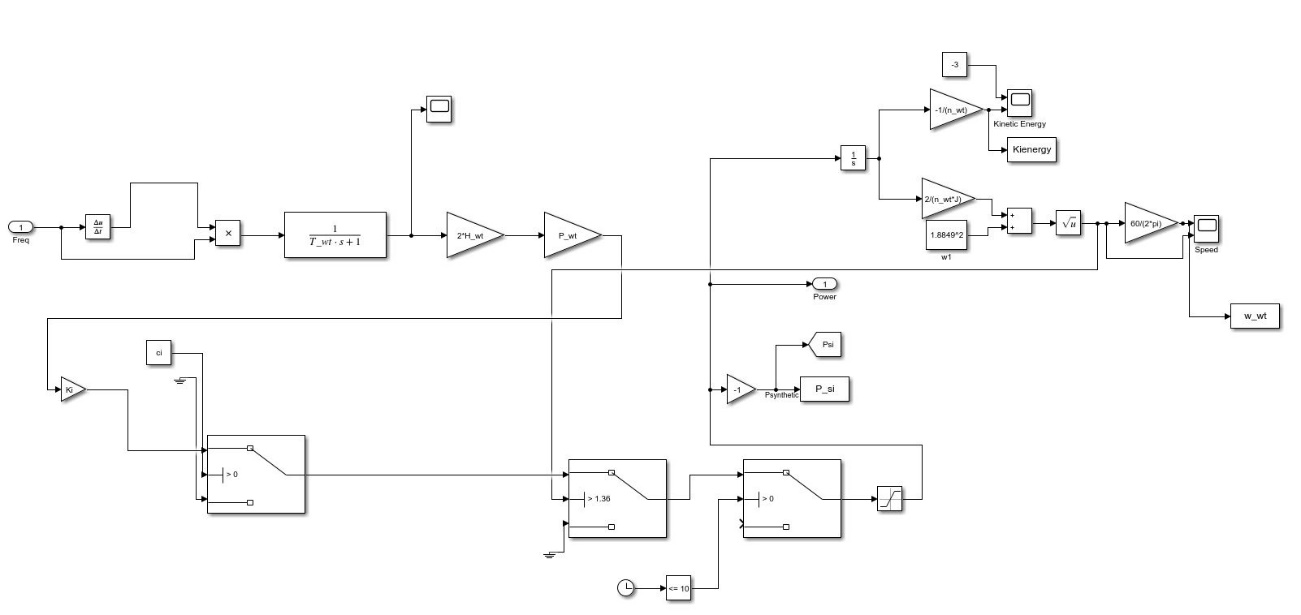 -3
-1/(n_wt)
Kinetic Energy
Kienergy
1
s
2/(n_wt*J)
1.8849^2
w1
+
+
√u
60/(2*pi)
Speed
w_wt
1
Freq
Δu
Δt
×
1
T_wt · s + 1
2*H_wt
P_wt
1
Power
Psi
-1
Psynthetic
P_si
ci
Ki
> 0
> 1.36
> 0
<= 10